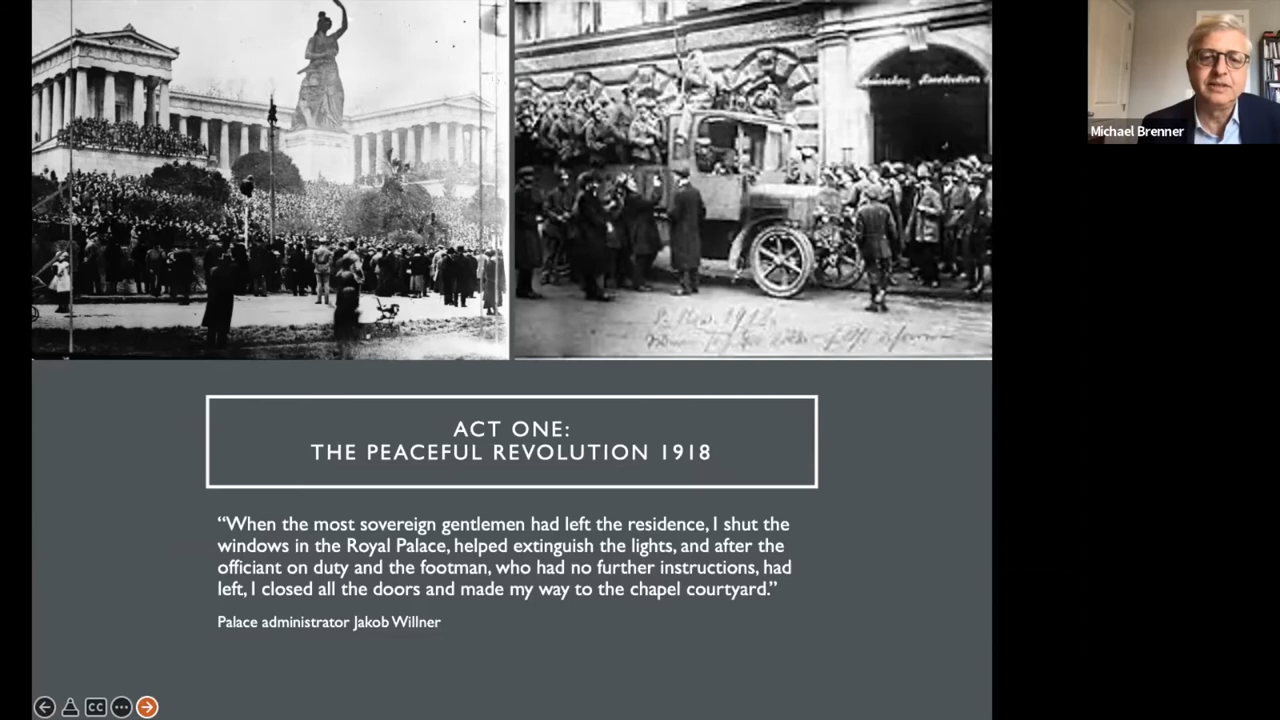 Michael Brenner
ACT ONE:
THE PEACEFUL REVOLUTION 1918
“When the most sovereign gentlemen had left the residence, I shut the
windows in the Royal Palace, helped extinguish the lights, and after the
officiant on duty and the footman, who had no further instructions, had
left, I closed all the doors and made my way to the chapel courtyard.”
Palace administrator Jakob Willner
CC